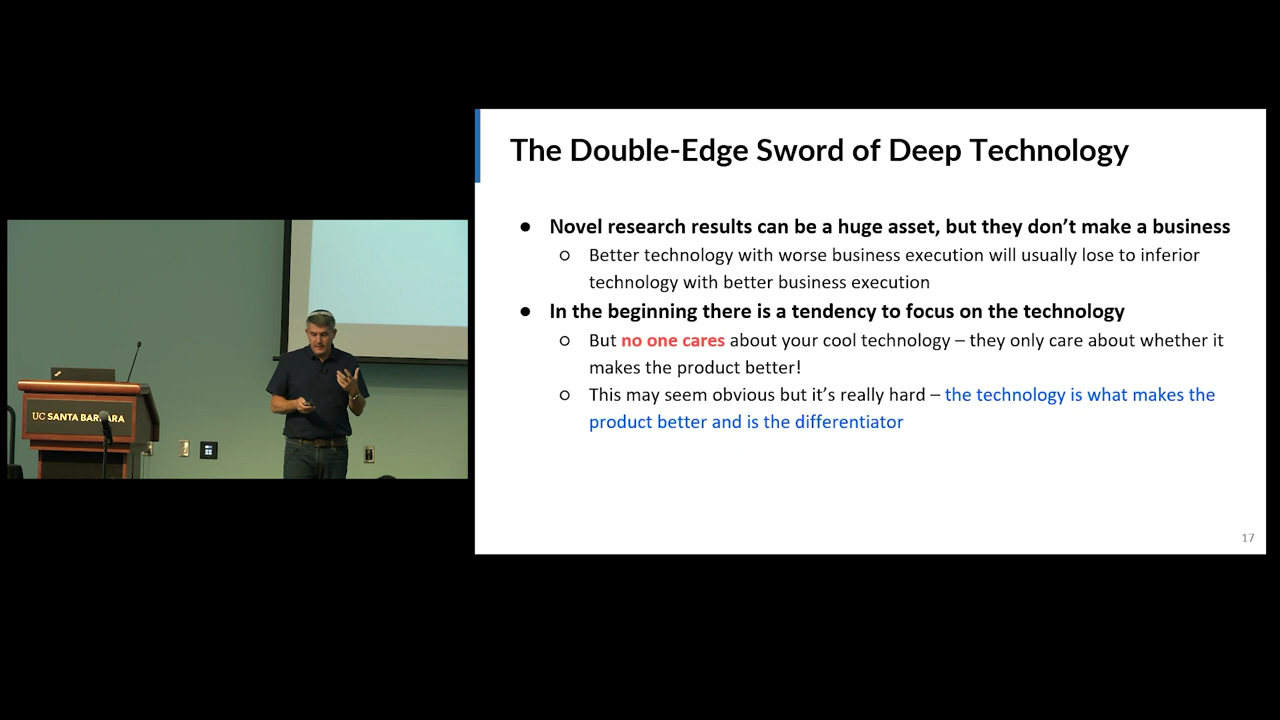 The Double-Edge Sword of Deep Technology
● Novel research results can be a huge asset, but they don’t make a business
○ Better technology with worse business execution will usually lose to inferior
technology with better business execution
● In the beginning there is a tendency to focus on the technology
○ But no one cares about your cool technology – they only care about whether it
makes the product better!
○ This may seem obvious but it’s really hard – the technology is what makes the
product better and is the differentiator
17
UC SANTA BARBARA